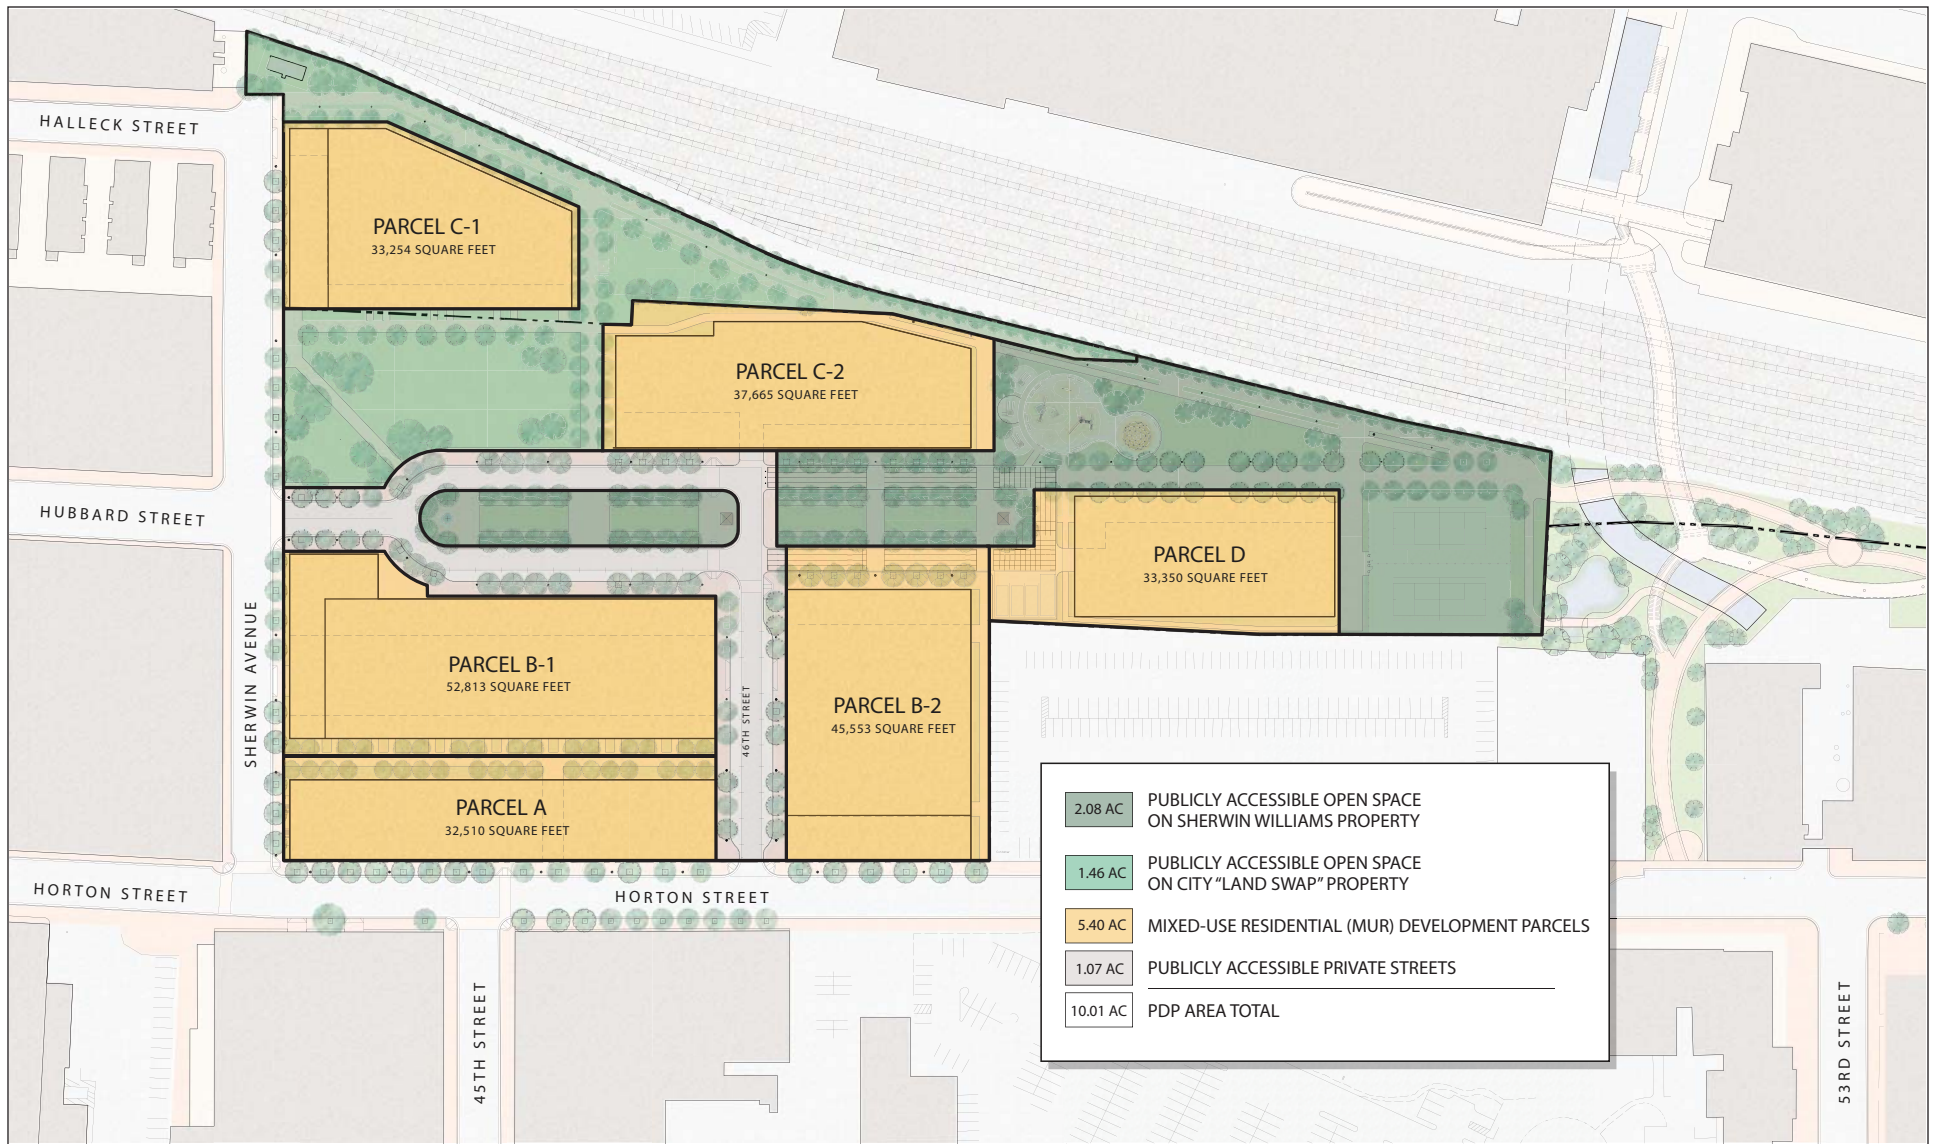 HALLECK STREET
PARCEL C-1
33,254 SQUARE FEET
PARCEL C-2
37,665 SQUARE FEET
HUBBARD STREET
PARCEL D
33,350 SQUARE FEET
SHERWIN AVENUE
PARCEL B-1
52,813 SQUARE FEET
46TH STREET
PARCEL B-2
45,553 SQUARE FEET
PARCEL A
32,510 SQUARE FEET
HORTON STREET
HORTON STREET
45TH STREET
53RD STREET
2.08 AC PUBLICLY ACCESSIBLE OPEN SPACE
ON SHERWIN WILLIAMS PROPERTY
1.46 AC PUBLICLY ACCESSIBLE OPEN SPACE
ON CITY "LAND SWAP" PROPERTY
5.40 AC MIXED-USE RESIDENTIAL (MUR) DEVELOPMENT PARCELS
1.07 AC PUBLICLY ACCESSIBLE PRIVATE STREETS
10.01 AC PDP AREA TOTAL